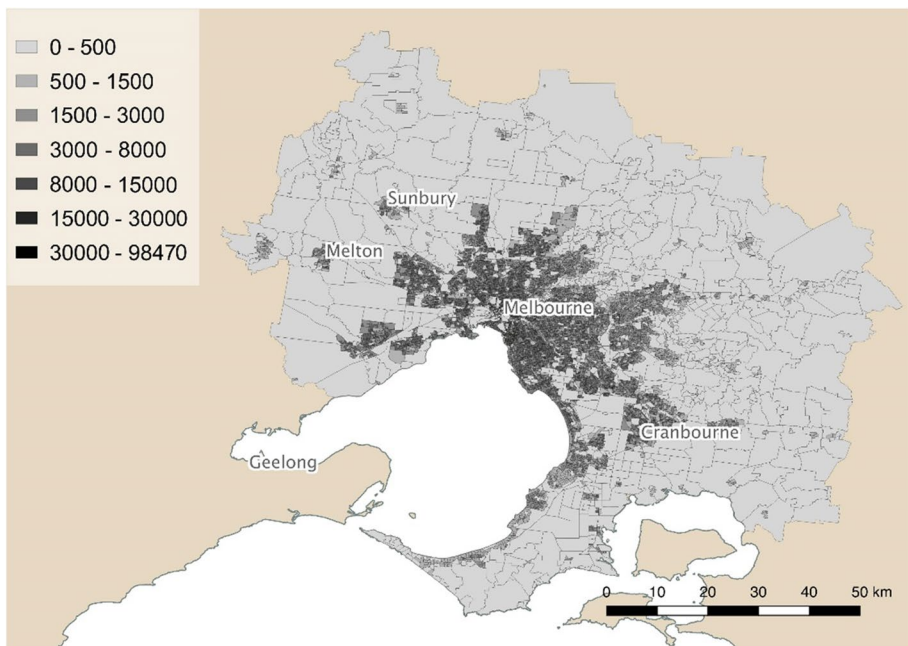 0 - 500
500 - 1500
1500 - 3000
3000 - 8000
8000 - 15000
15000 - 30000
30000 - 98470
Sunbury
Melton
Melbourne
Cranbourne
Geelong
0 10 20 30 40 50 km